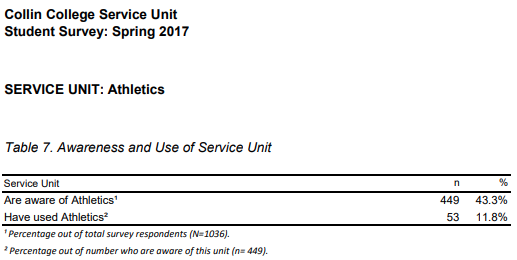 Collin College Service Unit
Student Survey: Spring 2017
SERVICE UNIT: Athletics
Table 7. Awareness and Use of Service Unit
Service Unit n %
Are aware of Athletics¹ 449 43.3%
Have used Athletics² 53 11.8%
¹ Percentage out of total survey respondents (N=1036).
² Percentage out of number who are aware of this unit (n= 449).